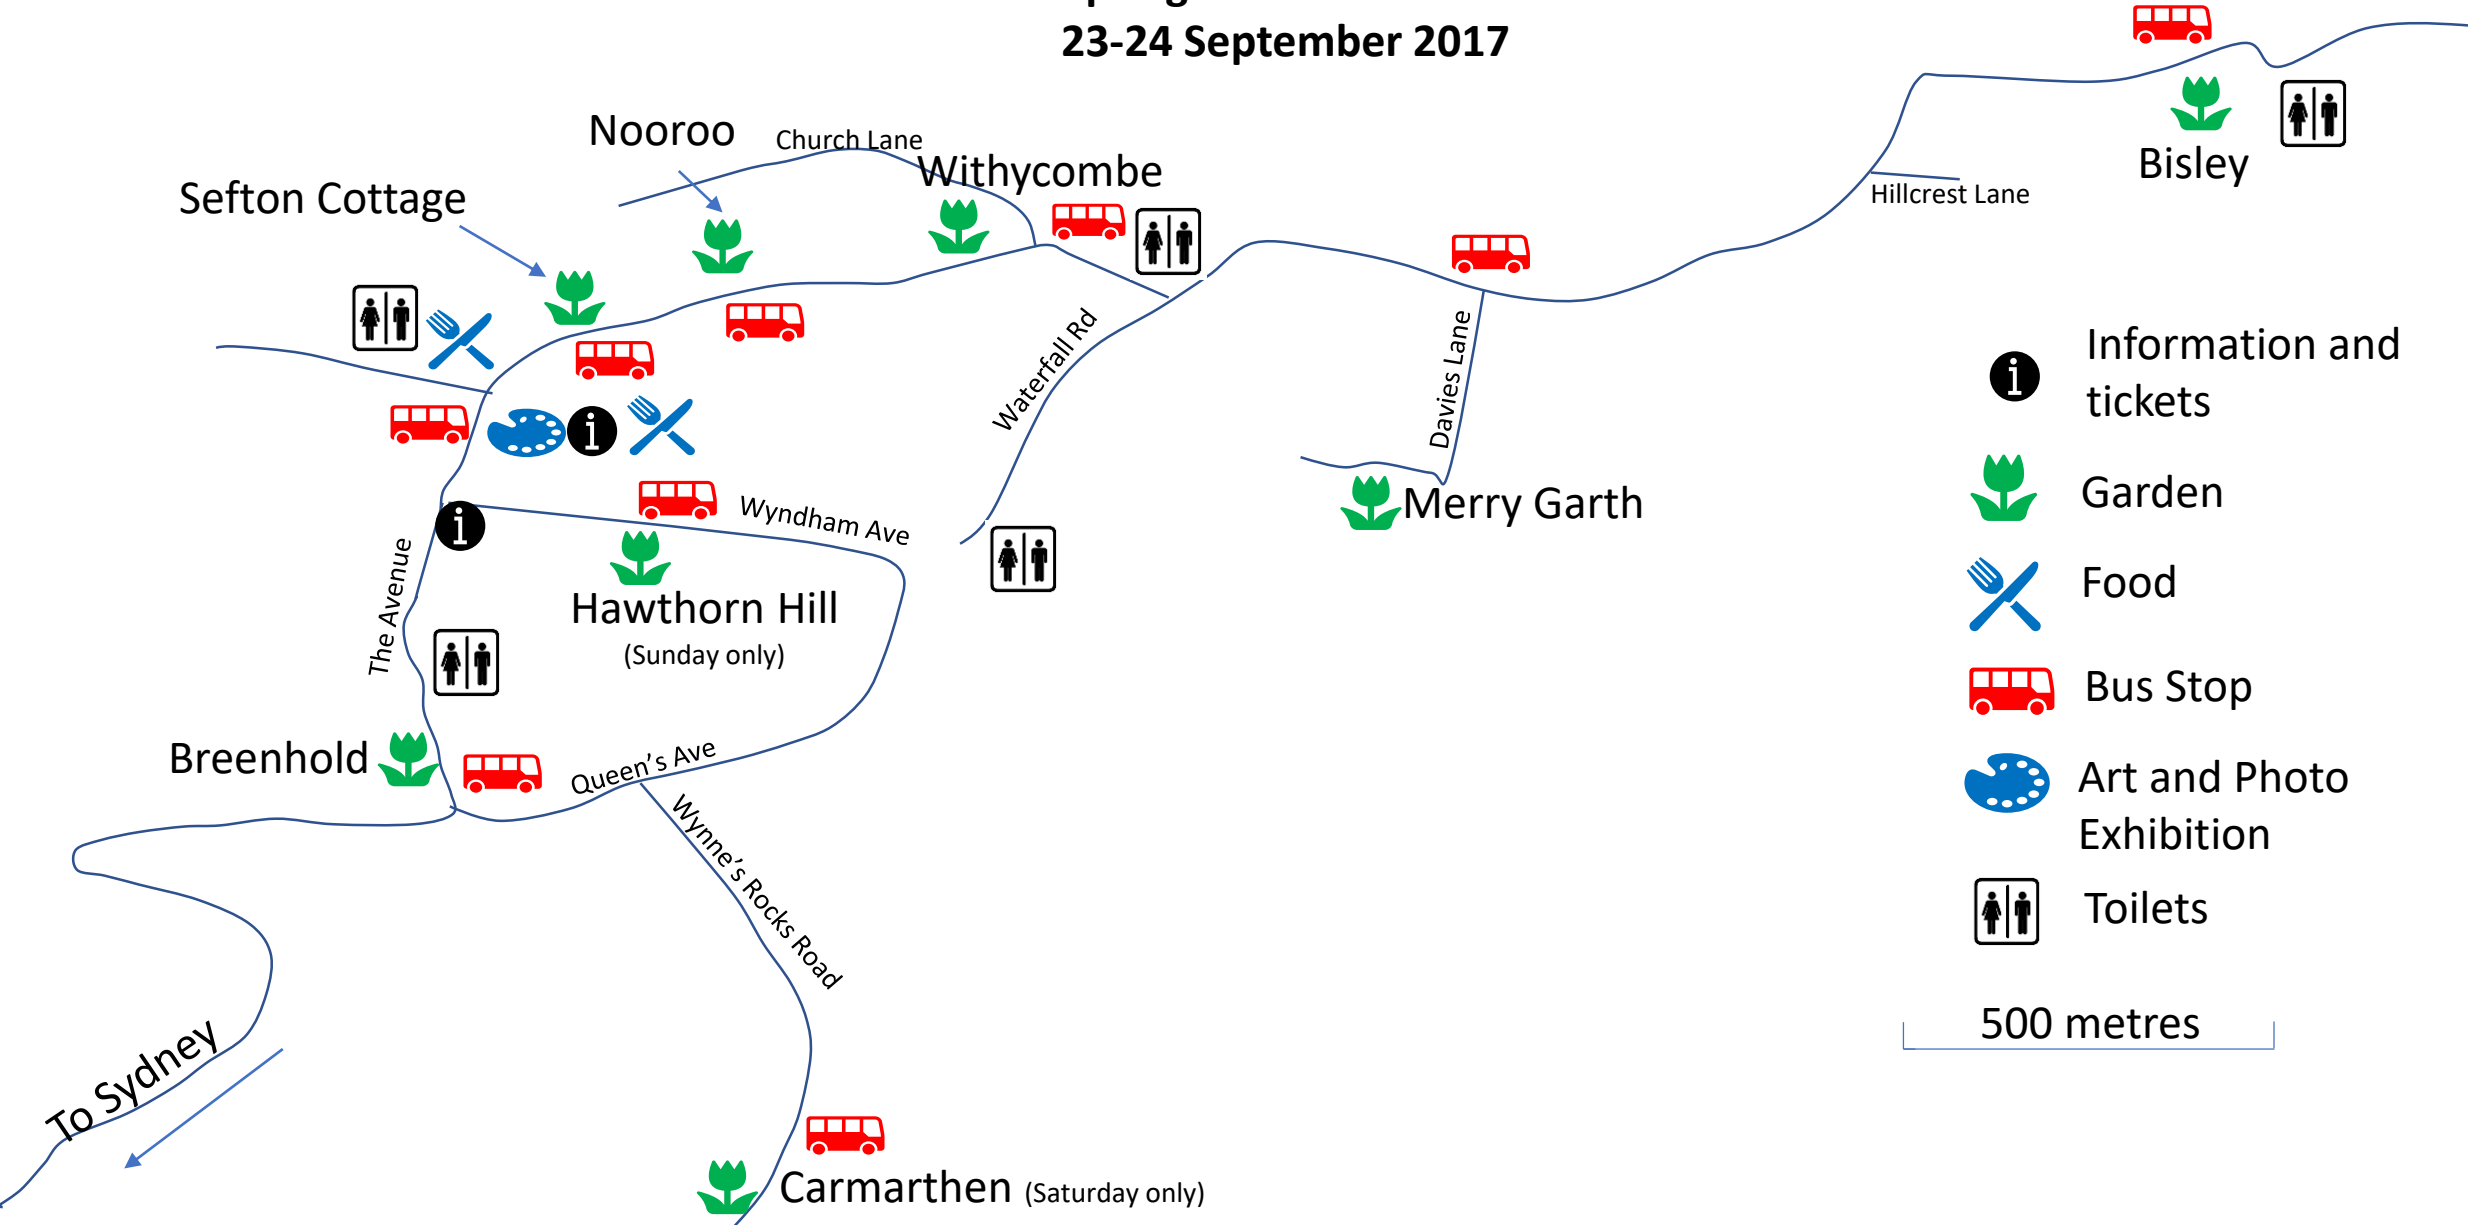 23-24 September 2017
Nooroo
Church Lane
Withycombe
Sefton Cottage
Bisley
Hillcrest Lane
Waterfall Rd
Davies Lane
Merry Garth
Wyndham Ave
The Avenue
Hawthorn Hill
(Sunday only)
Breenhold
Queen's Ave
Wynne's Rocks Road
To Sydney
Carmarthen (Saturday only)
i
i
i
Information and
tickets
Garden
Food
Bus Stop
Art and Photo
Exhibition
Toilets
500 metres